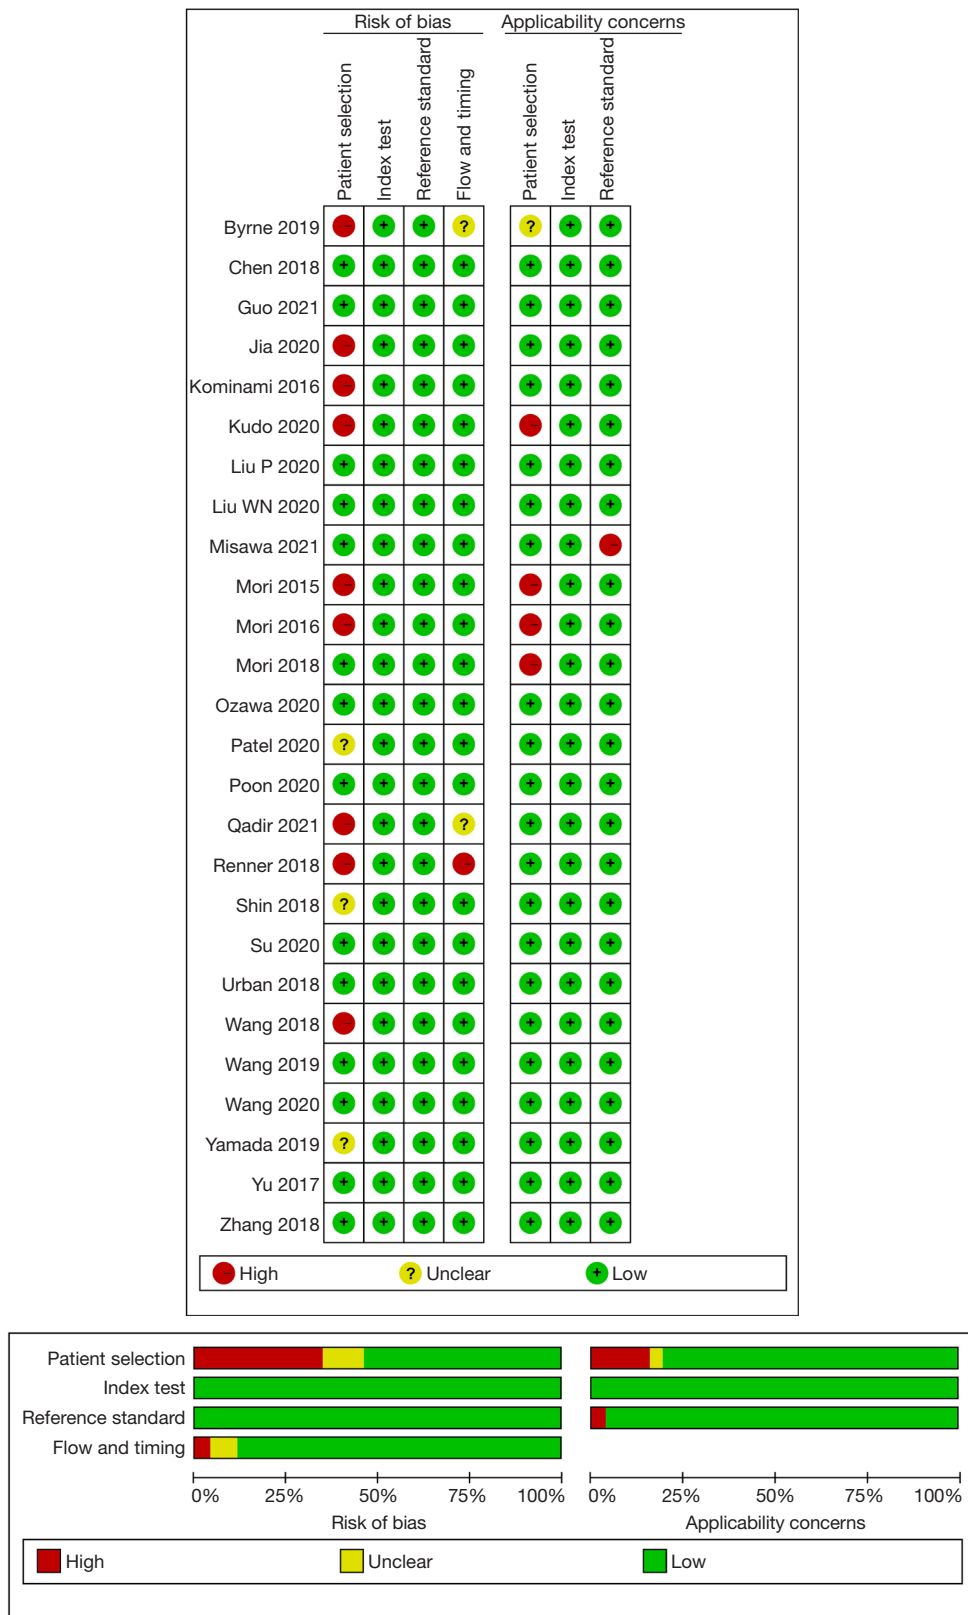 Risk of bias Applicability concerns
Patient selection Index test Reference standard Flow and timing Patient selection Index test Reference standard
Byrne 2019 - + + ? ? + +
Chen 2018 + + + + + + +
Guo 2021 + + + + + + +
Jia 2020 - + + + + + +
Kominami 2016 - + + + + + +
Kudo 2020 - + + + - + +
Liu P 2020 + + + + + + +
Liu WN 2020 + + + + + + +
Misawa 2021 + + + + + + -
Mori 2015 - + + + - + +
Mori 2016 - + + + - + +
Mori 2018 + + + + - + +
Ozawa 2020 + + + + + + +
Patel 2020 ? + + + + + +
Poon 2020 + + + + + + +
Qadir 2021 - + + ? + + +
Renner 2018 - + + - + + +
Shin 2018 ? + + + + + +
Su 2020 + + + + + + +
Urban 2018 + + + + + + +
Wang 2018 - + + + + + +
Wang 2019 + + + + + + +
Wang 2020 + + + + + + +
Yamada 2019 ? + + + + + +
Yu 2017 + + + + + + +
Zhang 2018 + + + + + + +
- High ? Unclear + Low
Patient selection
Index test
Reference standard
Flow and timing
0% 25% 50% 75% 100% 0% 25% 50% 75% 100%
Risk of bias Applicability concerns
High Unclear Low